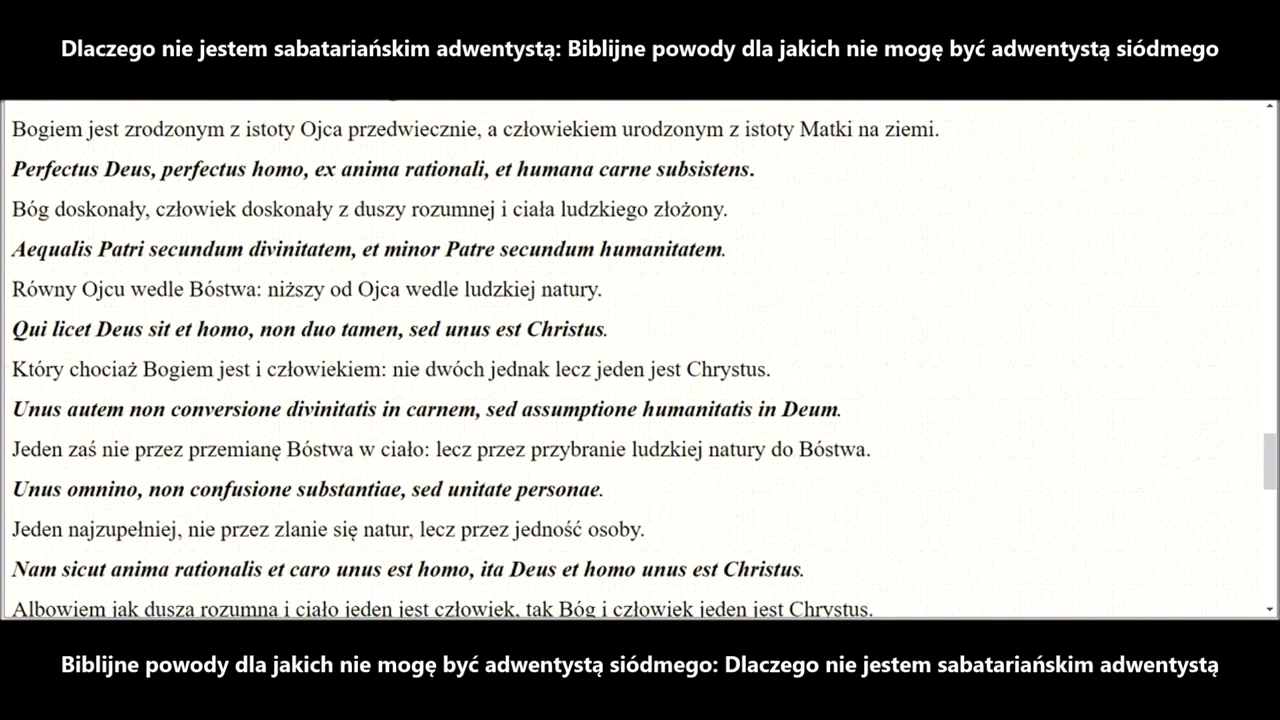 Dlaczego nie jestem sabatariańskim adwentystą: Biblijne powody dla jakich nie mogę być adwentystą siódmego
Bogiem jest zrodzonym z istoty Ojca przedwiecznie, a człowiekiem urodzonym z istoty Matki na ziemi.
Perfectus Deus, perfectus homo, ex anima rationali, et humana carne subsistens.
Bóg doskonały, człowiek doskonały z duszy rozumnej i ciała ludzkiego złożony.
Aequalis Patri secundum divinitatem, et minor Patre secundum humanitatem.
Równy Ojcu wedle Bóstwa: niższy od Ojca wedle ludzkiej natury.
Qui licet Deus sit et homo, non duo tamen, sed unus est Christus.
Który chociaż Bogiem jest i człowiekiem: nie dwóch jednak lecz jeden jest Chrystus.
Unus autem non conversione divinitatis in carnem, sed assumptione humanitatis in Deum.
Jeden zaś nie przez przemianę Bóstwa w ciało: lecz przez przybranie ludzkiej natury do Bóstwa.
Unus omnino, non confusione substantiae, sed unitate personae.
Jeden najzupełniej, nie przez zlanie się natur, lecz przez jedność osoby.
Nam sicut anima rationalis et caro unus est homo, ita Deus et homo unus est Christus.
Albowiem jak dusza rozumna i ciało jeden jest człowiek, tak Bóg i człowiek jeden jest Chrystus.
Biblijne powody dla jakich nie mogę być adwentystą siódmego: Dlaczego nie jestem sabatariańskim adwentystą